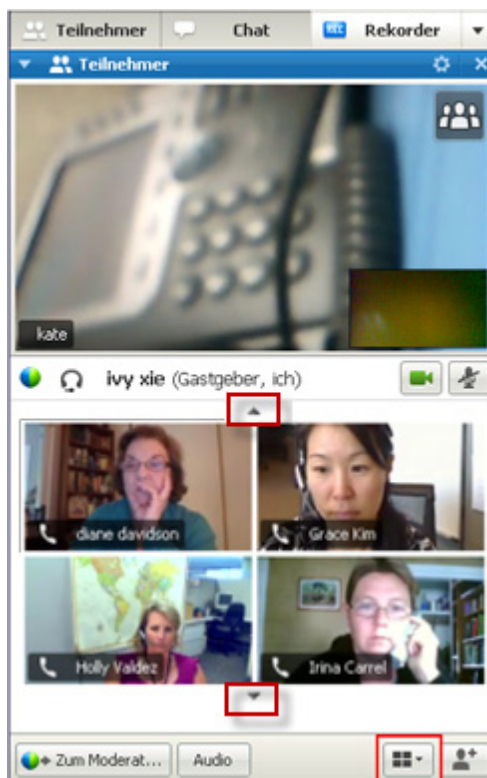 Teilnehmer Chat REC Rekorder
Teilnehmer
kate
ivy xie (Gastgeber, ich)
diane davidson Grace Kim
Holly Valdez Irina Carrel
Zum Moderat... Audio